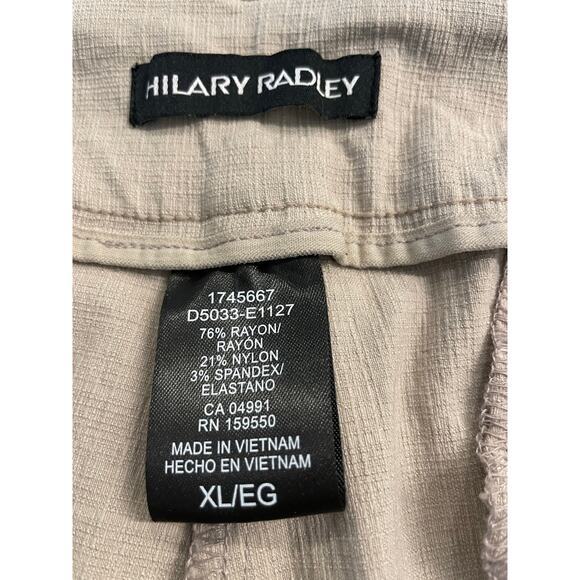 HILARY RADLEY
1745667
D5033-E1127
76% RAYON/
RAYÓN
21% NYLON
3% SPANDEX/
ELASTANO
CA 04991
RN 159550
MADE IN VIETNAM
HECHO EN VIETNAM
XL/EG